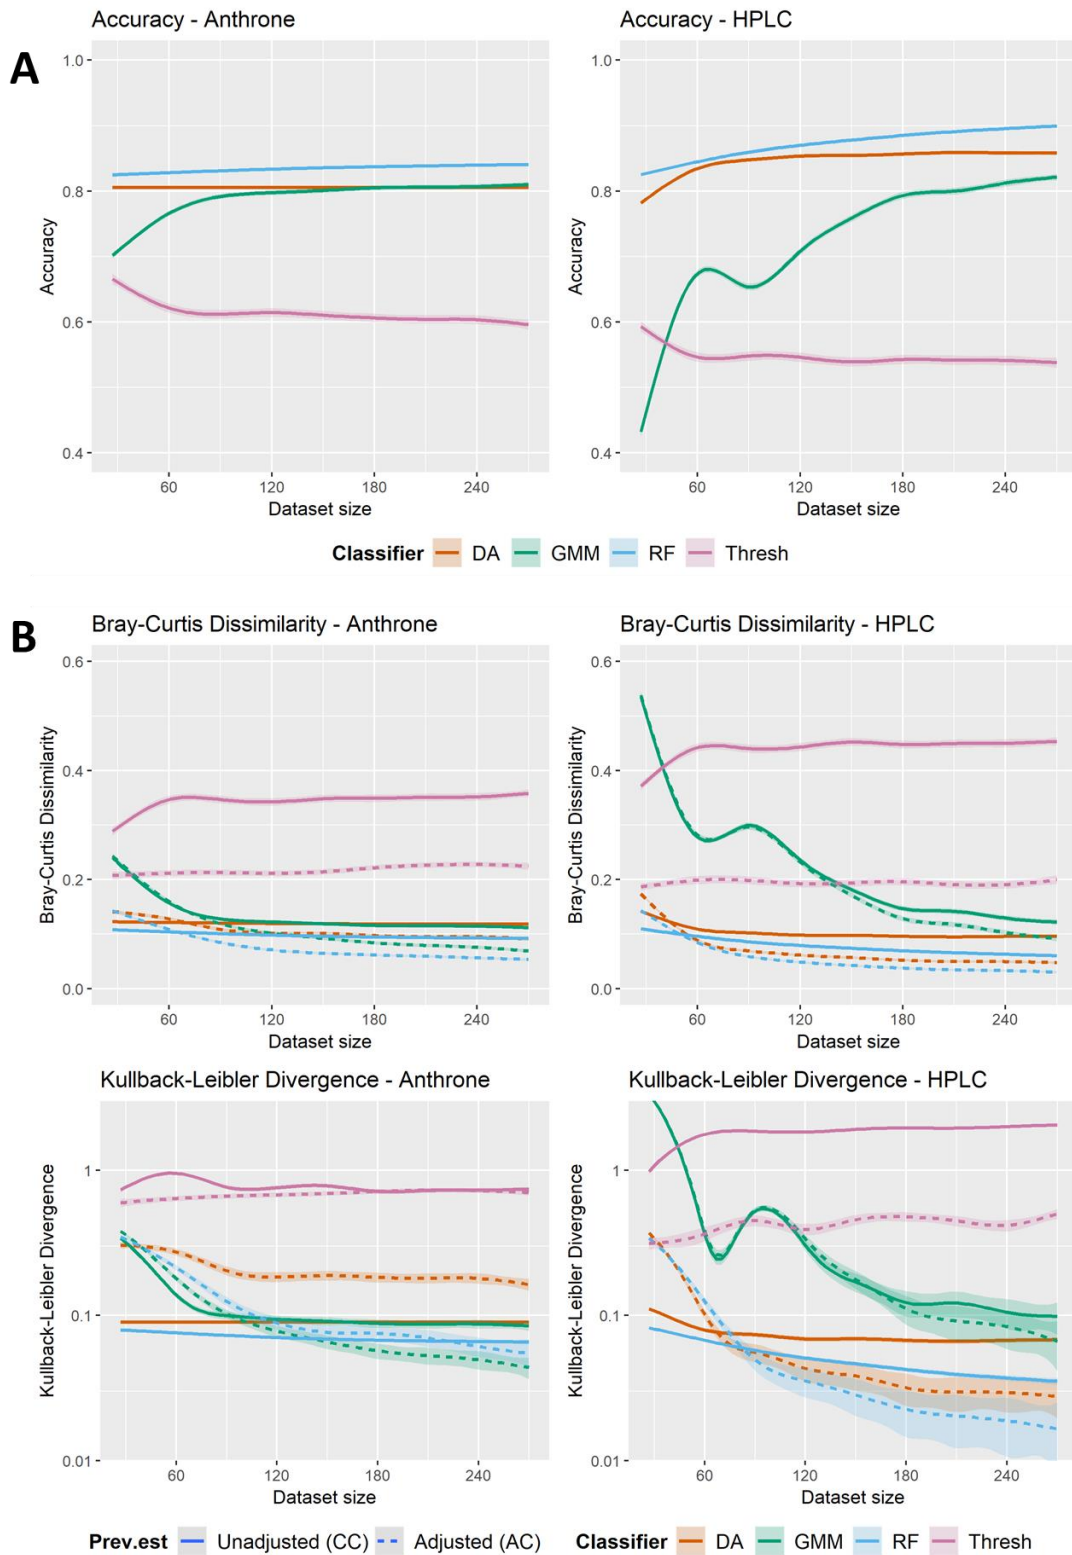 Accuracy - Anthrone
Accuracy - HPLC
A
1.0
0.8
0.6
0.4
Accuracy
60 120 180 240
Dataset size
1.0
0.8
0.6
0.4
Accuracy
60 120 180 240
Dataset size
Classifier DA GMM RF Thresh
B
Bray-Curtis Dissimilarity - Anthrone
Bray-Curtis Dissimilarity - HPLC
0.6
0.4
0.2
0.0
Bray-Curtis Dissimilarity
60 120 180 240
Dataset size
0.6
0.4
0.2
0.0
Bray-Curtis Dissimilarity
60 120 180 240
Dataset size
Kullback-Leibler Divergence - Anthrone
Kullback-Leibler Divergence - HPLC
1
0.1
0.01
Kullback-Leibler Divergence
60 120 180 240
Dataset size
1
0.1
0.01
Kullback-Leibler Divergence
60 120 180 240
Dataset size
Prev.est Unadjusted (CC) Adjusted (AC)
Classifier DA GMM RF Thresh